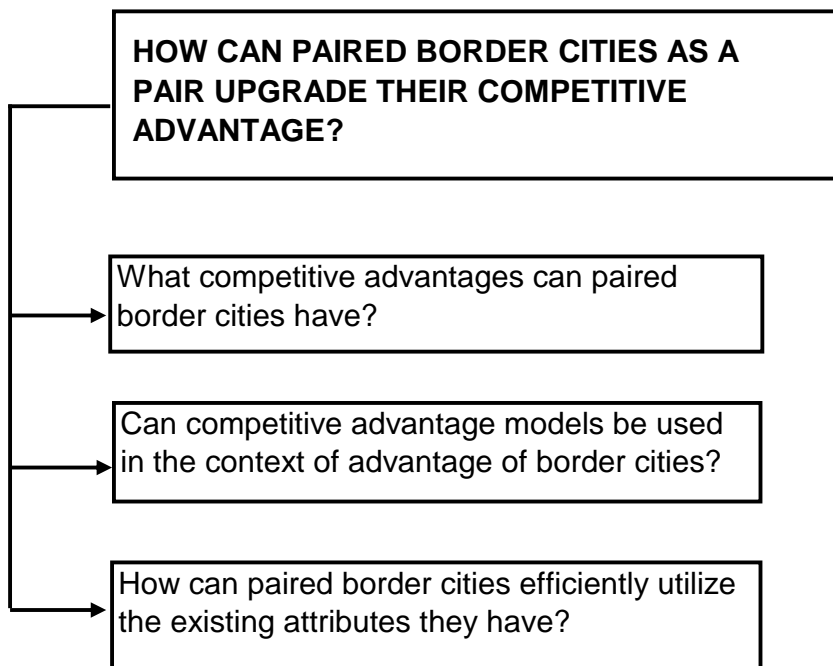 HOW CAN PAIRED BORDER CITIES AS A
PAIR UPGRADE THEIR COMPETITIVE
ADVANTAGE?
What competitive advantages can paired
border cities have?
Can competitive advantage models be used
in the context of advantage of border cities?
How can paired border cities efficiently utilize
the existing attributes they have?